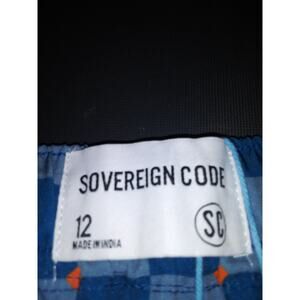 SOVEREIGN CODE
12
MADE IN INDIA
SC